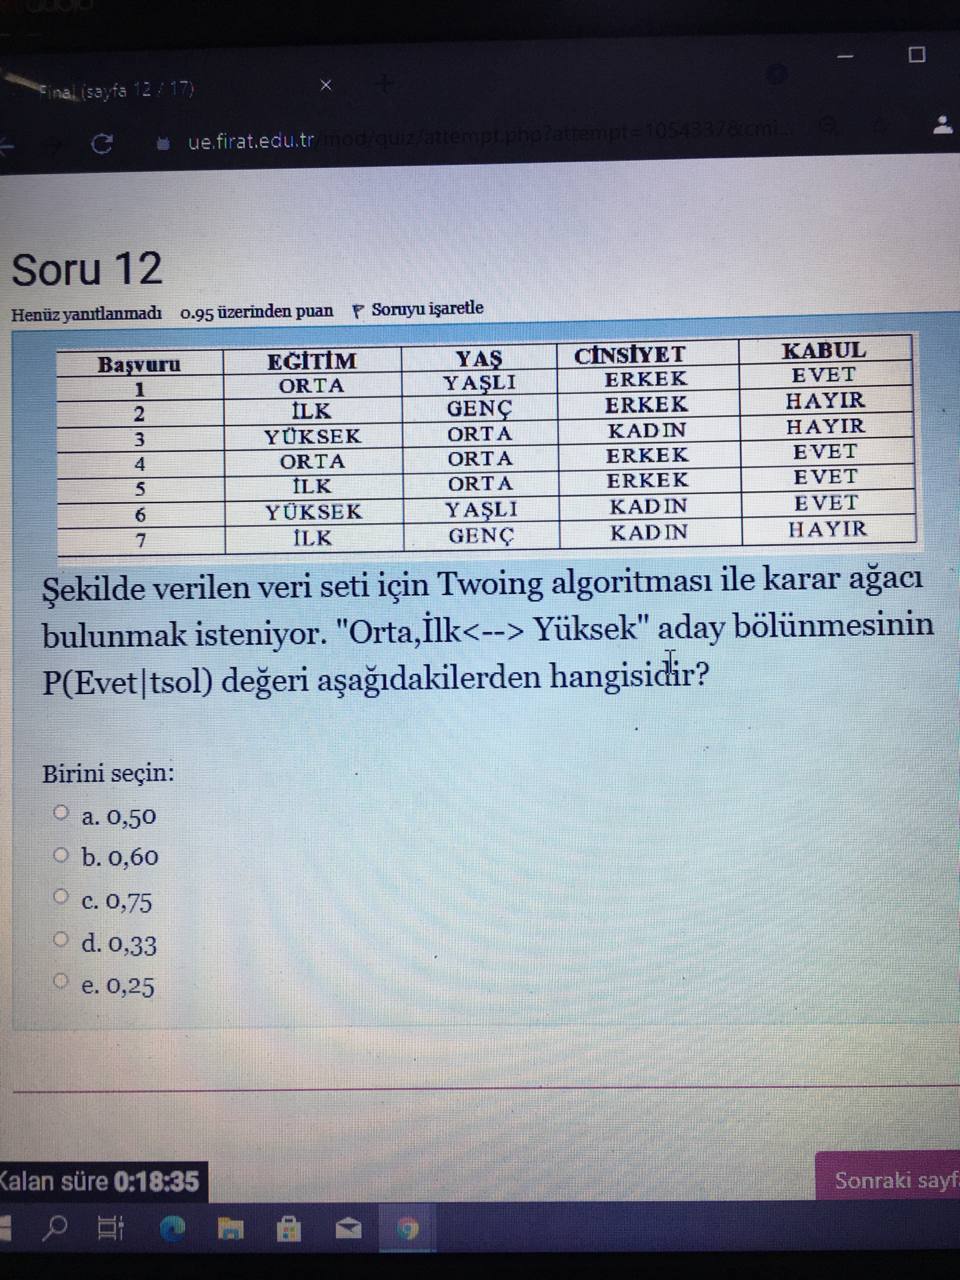 Final (sayfa 12 / 17)
ue.firat.edu.tr/mod/quiz/attempt.php?attempt=1054337&cmi...
Soru 12
Henüz yanıtlanmadı 0.95 üzerinden puan Soruyu işaretle
Başvuru EĞİTİM YAŞ CİNSİYET KABUL
1 ORTA YAŞLI ERKEK EVET
2 İLK GENÇ ERKEK HAYIR
3 YÜKSEK ORTA KADIN HAYIR
4 ORTA ORTA ERKEK EVET
5 İLK ORTA ERKEK EVET
6 YÜKSEK YAŞLI KADIN EVET
7 İLK GENÇ KADIN HAYIR
Şekilde verilen veri seti için Twoing algoritması ile karar ağacı
bulunmak isteniyor. "Orta,İlk<--> Yüksek" aday bölünmesinin
P(Evet|tsol) değeri aşağıdakilerden hangisidir?
Birini seçin:
a. 0,50
b. 0,60
c. 0,75
d. 0,33
e. 0,25
Kalan süre 0:18:35
Sonraki sayf